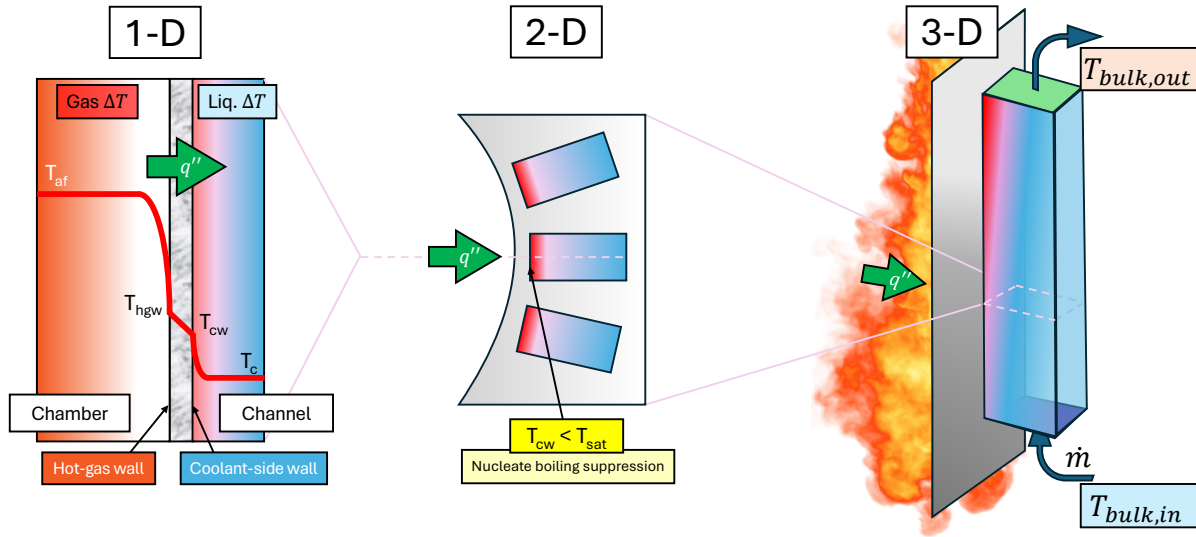 1-D
Gas ΔT
Liq. ΔT
q''
T_af
T_hgw
T_cw
T_c
Chamber
Channel
Hot-gas wall
Coolant-side wall
2-D
q''
T_cw < T_sat
Nucleate boiling suppression
3-D
T_bulk,out
q''
ṁ
T_bulk,in